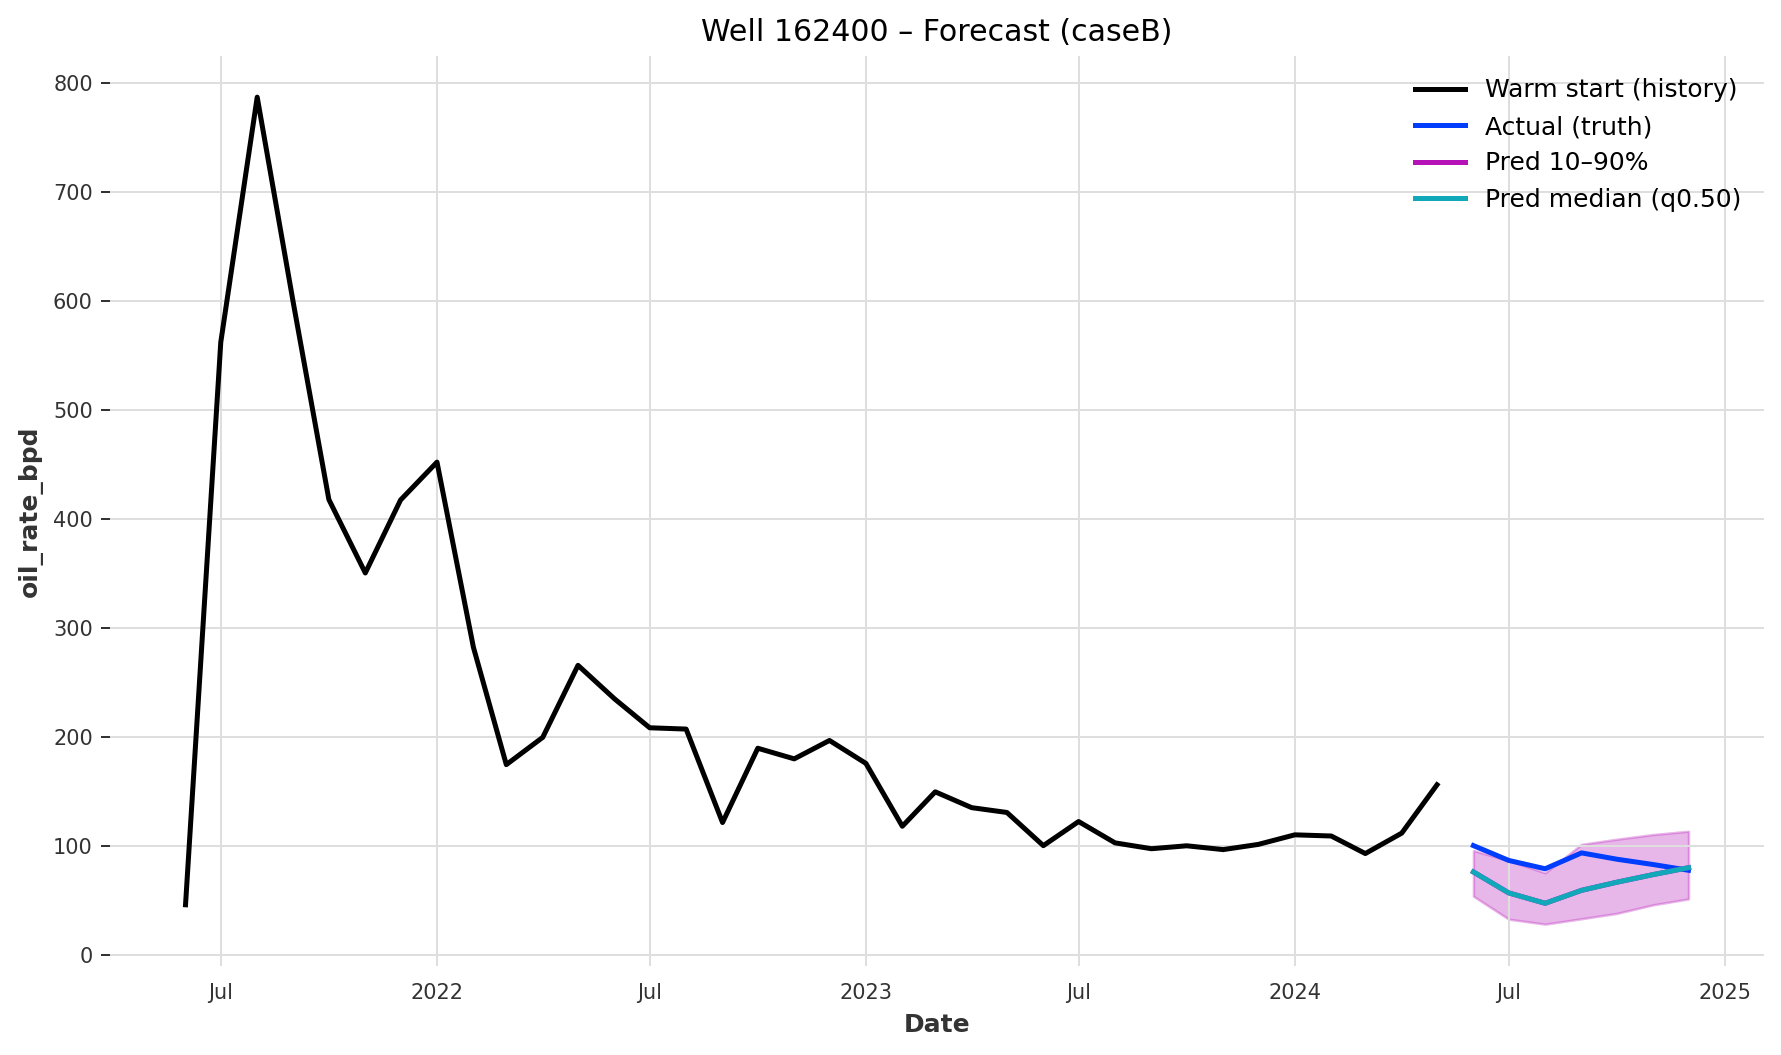 Well 162400 – Forecast (caseB)
Warm start (history)
Actual (truth)
Pred 10–90%
Pred median (q0.50)
oil_rate_bpd
800
700
600
500
400
300
200
100
0
Jul 2022 Jul 2023 Jul 2024 Jul 2025
Date